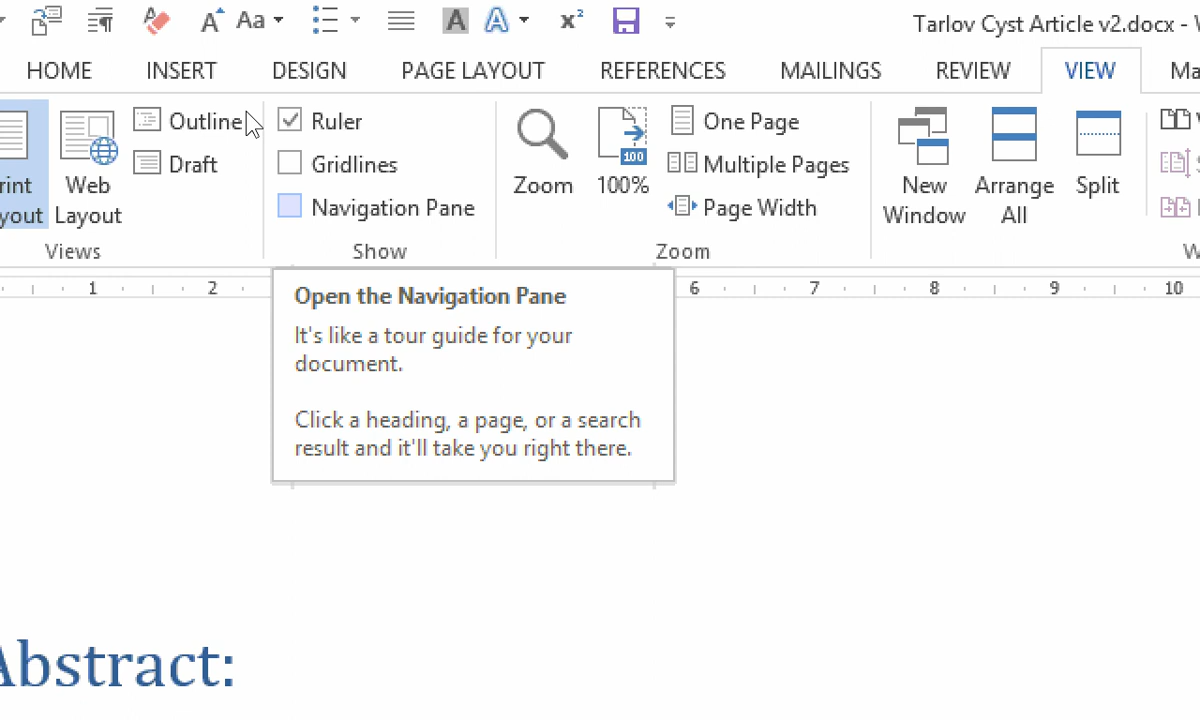 Aa A A x²
Tarlov Cyst Article v2.docx -
HOME INSERT DESIGN PAGE LAYOUT REFERENCES MAILINGS REVIEW VIEW
Outline Ruler One Page
Draft Gridlines Multiple Pages
Navigation Pane Page Width
Web
Layout
Zoom 100%
100
New
Window
Arrange
All
Split
Views Show Zoom
1 2 6 7 8 9 10
Open the Navigation Pane
It's like a tour guide for your
document.
Click a heading, a page, or a search
result and it'll take you right there.
Abstract: